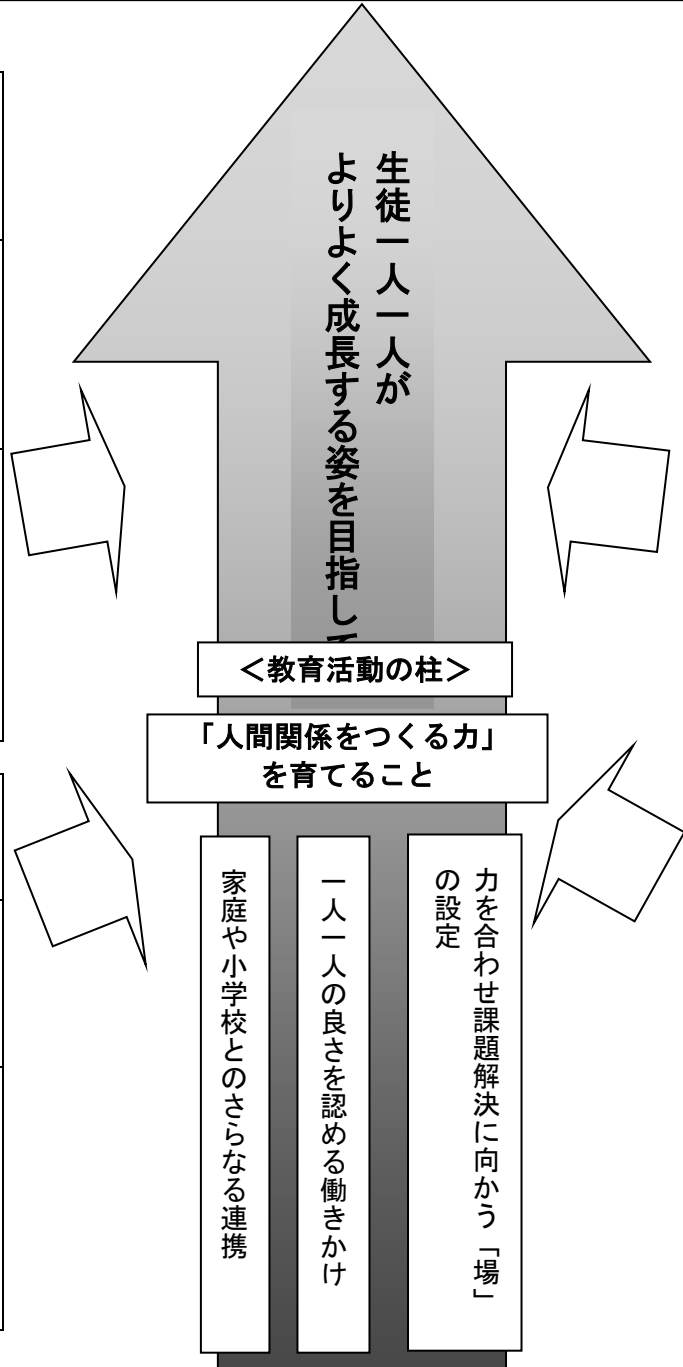 生徒一人一人が
よりよく成長する姿を目指して
＜教育活動の柱＞
「人間関係をつくる力」
を育てること
力を合わせ課題解決に向かう「場」
の設定
一人一人の良さを認める働きかけ
家庭や小学校とのさらなる連携